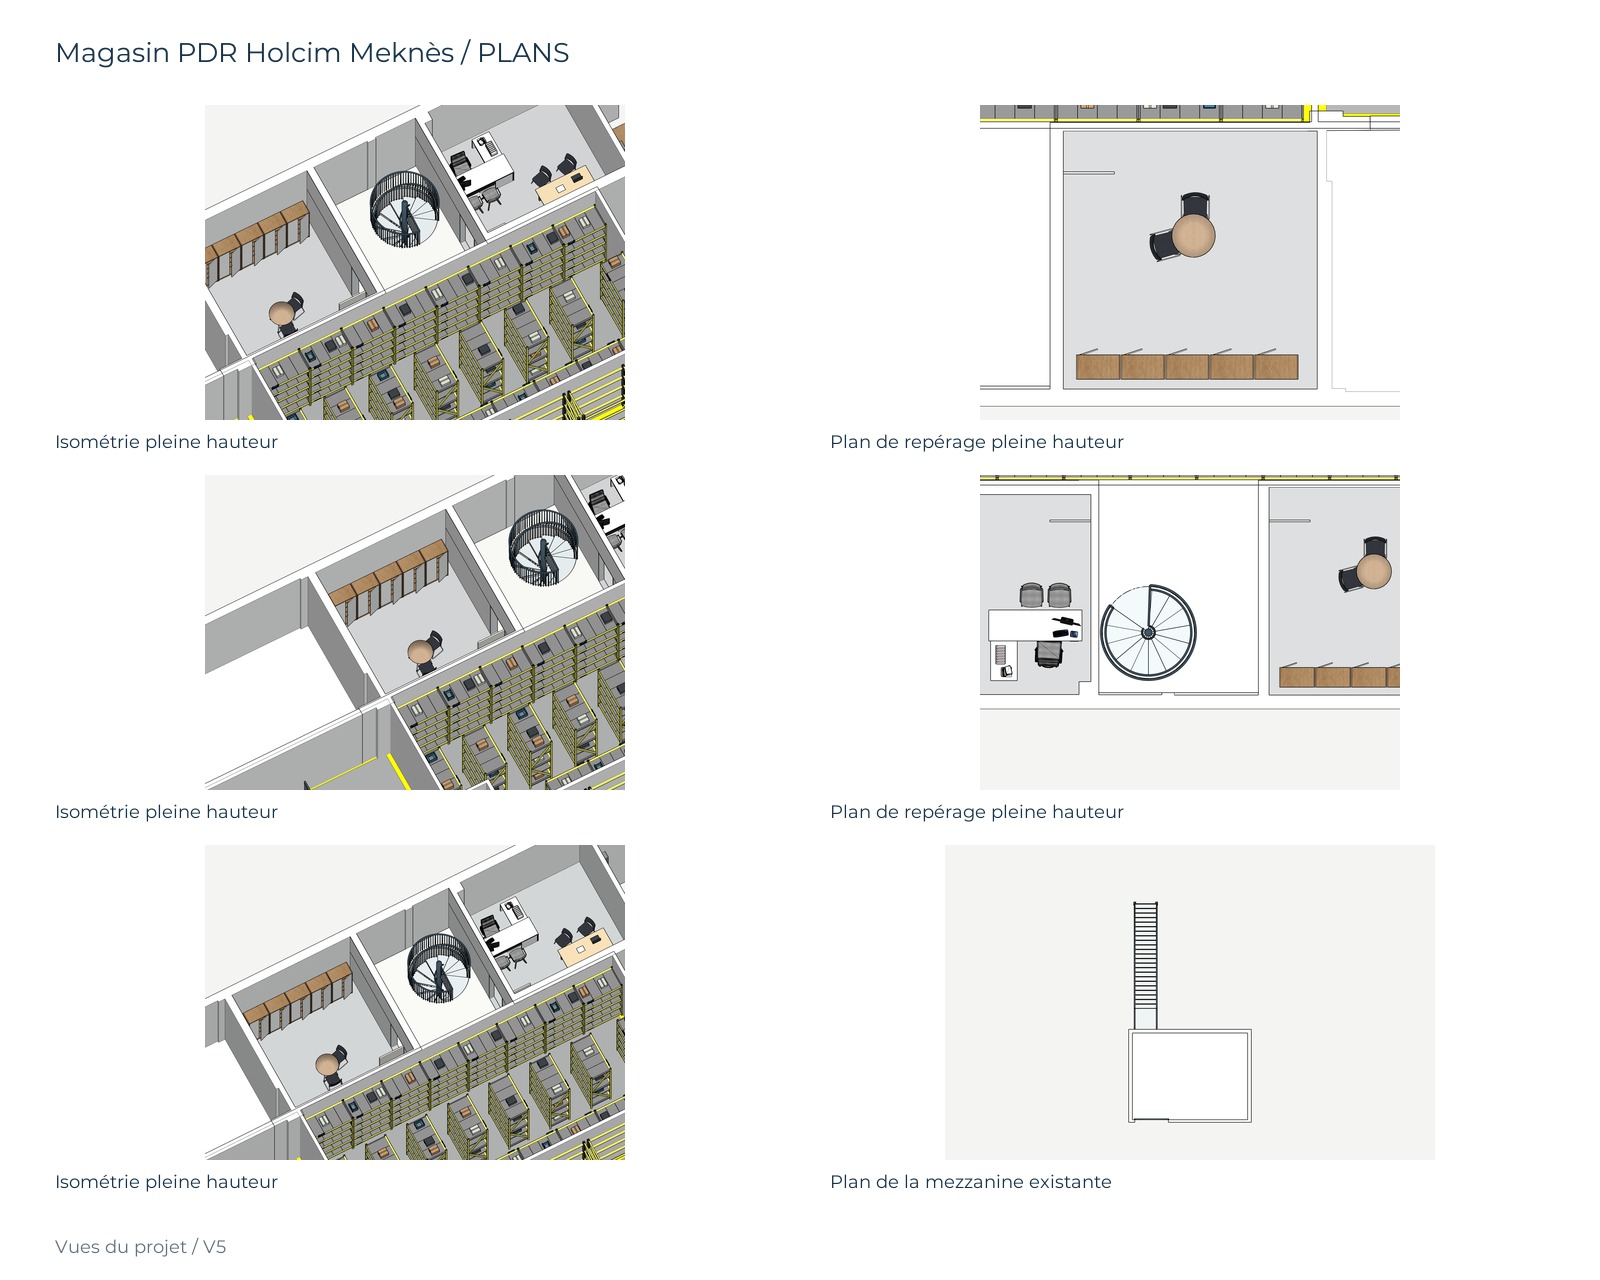 Magasin PDR Holcim Meknès / PLANS
Isométrie pleine hauteur
Plan de repérage pleine hauteur
Isométrie pleine hauteur
Plan de repérage pleine hauteur
Isométrie pleine hauteur
Plan de la mezzanine existante
Vues du projet / V5